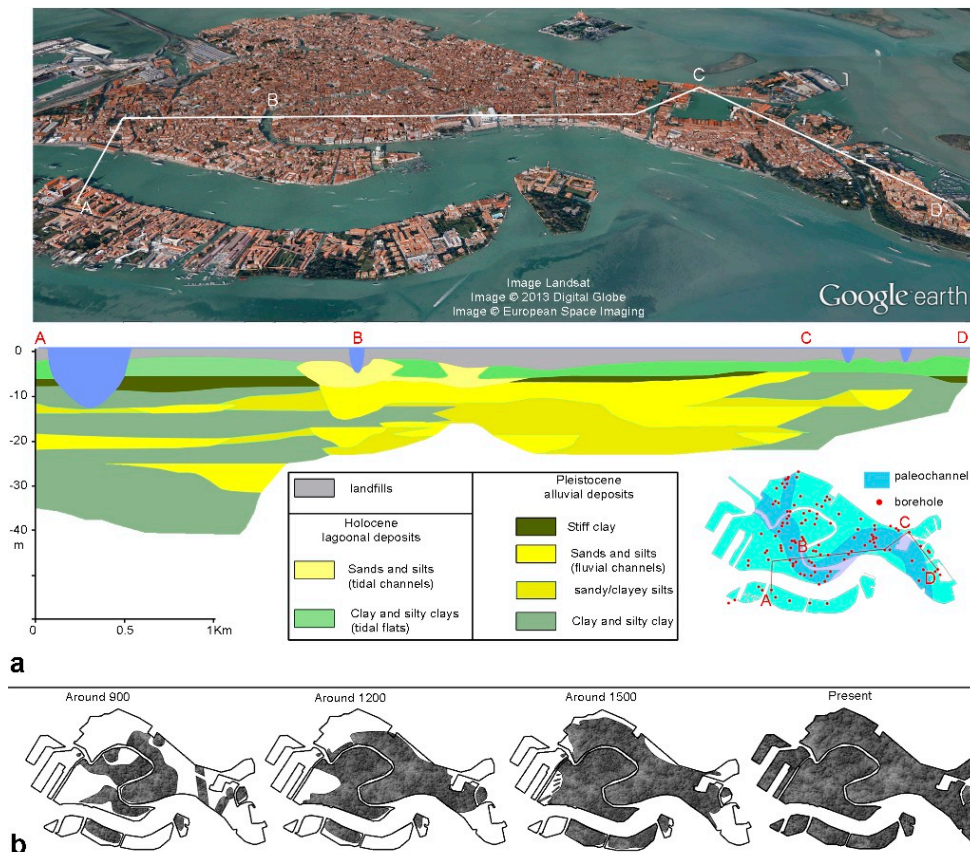 B
C
A
D
Image Landsat
Image © 2013 Digital Globe
Image © European Space Imaging
Google earth
A
B
C
D
0
-10
-20
-30
-40
m
0
0.5
1Km
landfills
Holocene
lagoonal deposits
Sands and silts
(tidal channels)
Clay and silty clays
(tidal flats)
Pleistocene
alluvial deposits
Stiff clay
Sands and silts
(fluvial channels)
sandy/clayey silts
Clay and silty clay
paleochannel
borehole
A
B
C
D
a
Around 900
Around 1200
Around 1500
Present
b